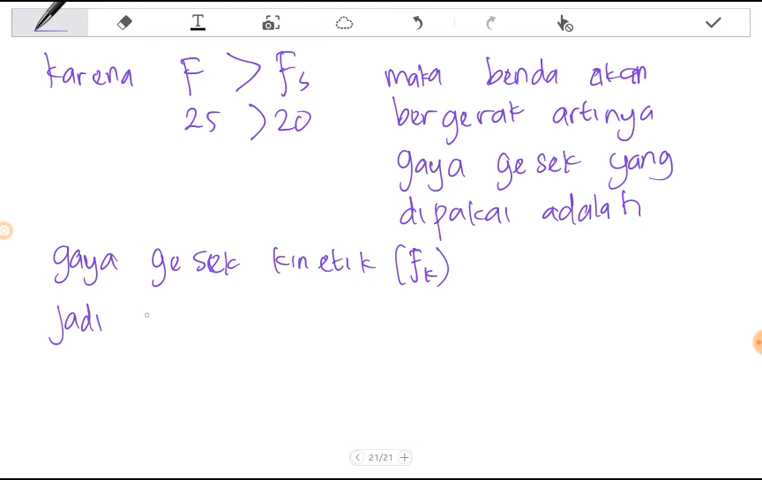 karena F > Fs maka benda akan
25 > 20 bergerak artinya
gaya gesek yang
dipakai adalah
gaya gesek kinetik (Fk)
jadi
21/21